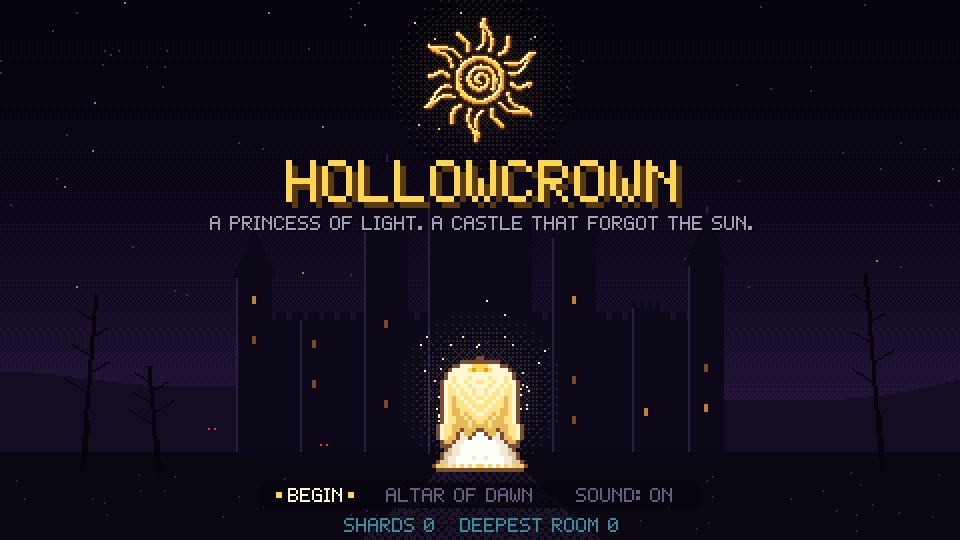 HOLLOWCROWN
A PRINCESS OF LIGHT. A CASTLE THAT FORGOT THE SUN.
BEGIN ALTAR OF DAWN SOUND: ON
SHARDS 0 DEEPEST ROOM 0